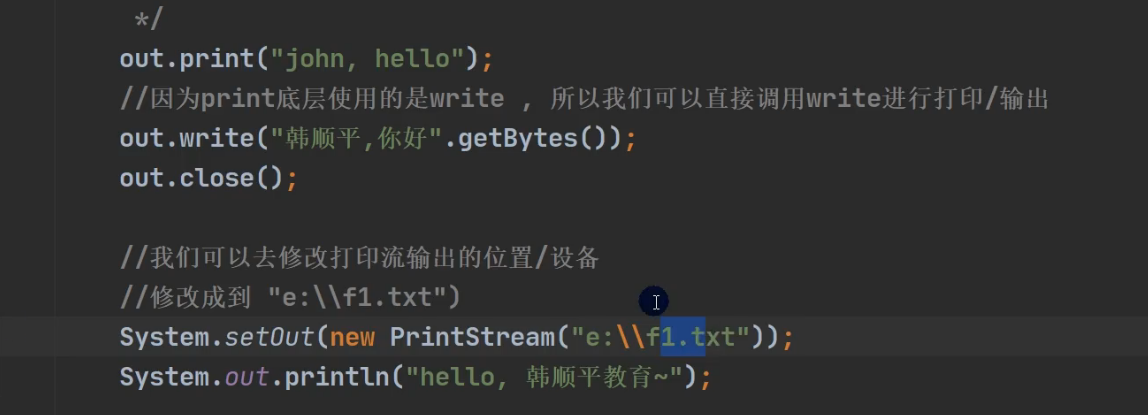 */
out.print("john, hello");
//因为print底层使用的是write , 所以我们可以直接调用write进行打印/输出
out.write("韩顺平,你好".getBytes());
out.close();
//我们可以去修改打印流输出的位置/设备
//修改成到 "e:\\f1.txt")
System.setOut(new PrintStream("e:\\f1.txt"));
System.out.println("hello, 韩顺平教育~");